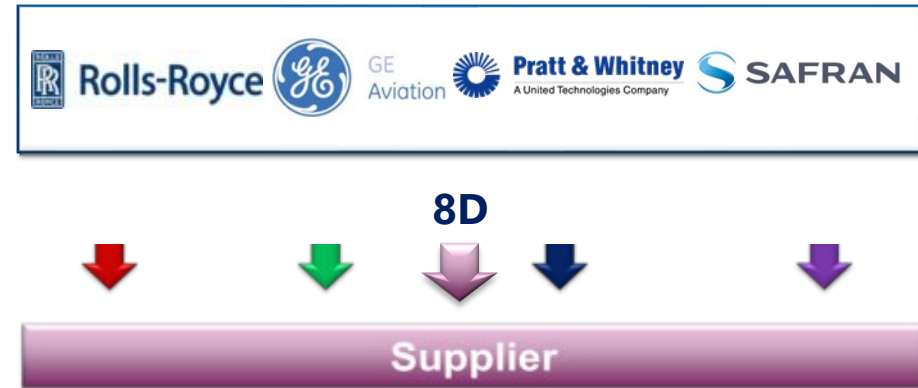 Rolls-Royce
GE
Aviation
Pratt & Whitney
A United Technologies Company
SAFRAN
8D
Supplier